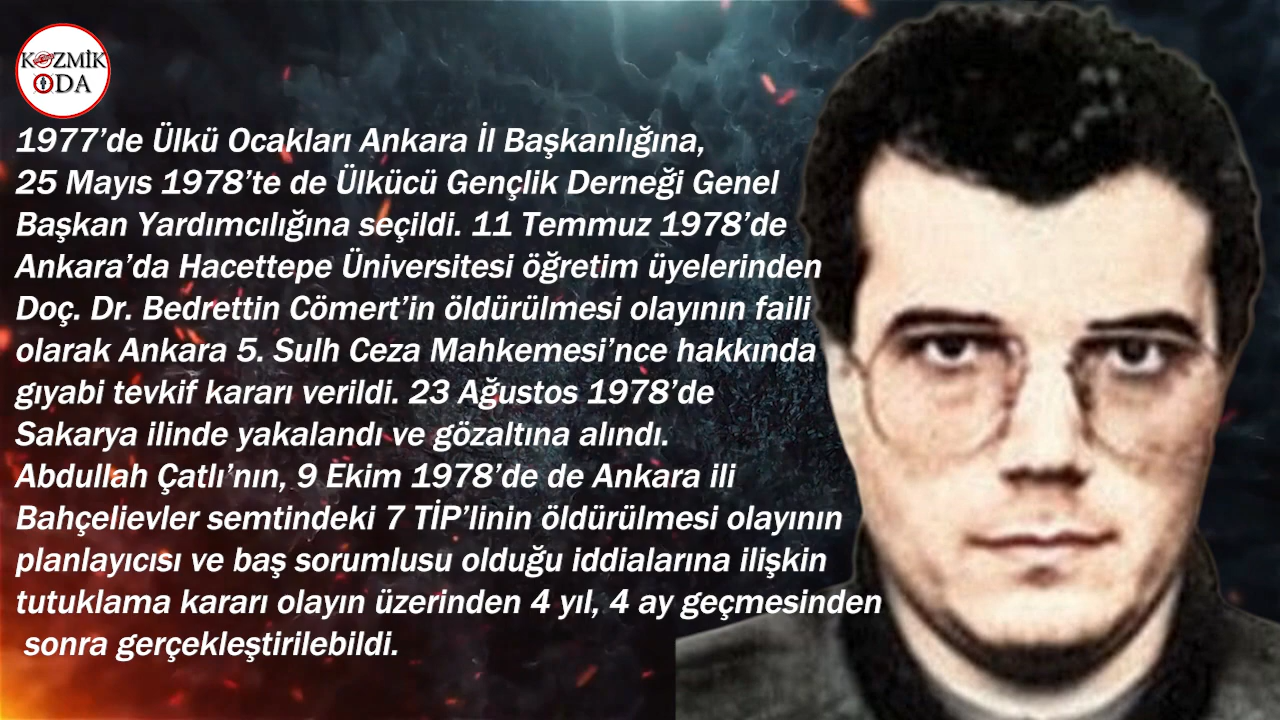 KOZMİK
ODA
1977’de Ülkü Ocakları Ankara İl Başkanlığına,
25 Mayıs 1978’te de Ülkücü Gençlik Derneği Genel
Başkan Yardımcılığına seçildi. 11 Temmuz 1978’de
Ankara’da Hacettepe Üniversitesi öğretim üyelerinden
Doç. Dr. Bedrettin Cömert’in öldürülmesi olayının faili
olarak Ankara 5. Sulh Ceza Mahkemesi’nce hakkında
gıyabi tevkif kararı verildi. 23 Ağustos 1978’de
Sakarya ilinde yakalandı ve gözaltına alındı.
Abdullah Çatlı’nın, 9 Ekim 1978’de de Ankara ili
Bahçelievler semtindeki 7 TİP’linin öldürülmesi olayının
planlayıcısı ve baş sorumlusu olduğu iddialarına ilişkin
tutuklama kararı olayın üzerinden 4 yıl, 4 ay geçmesinden
sonra gerçekleştirilebildi.